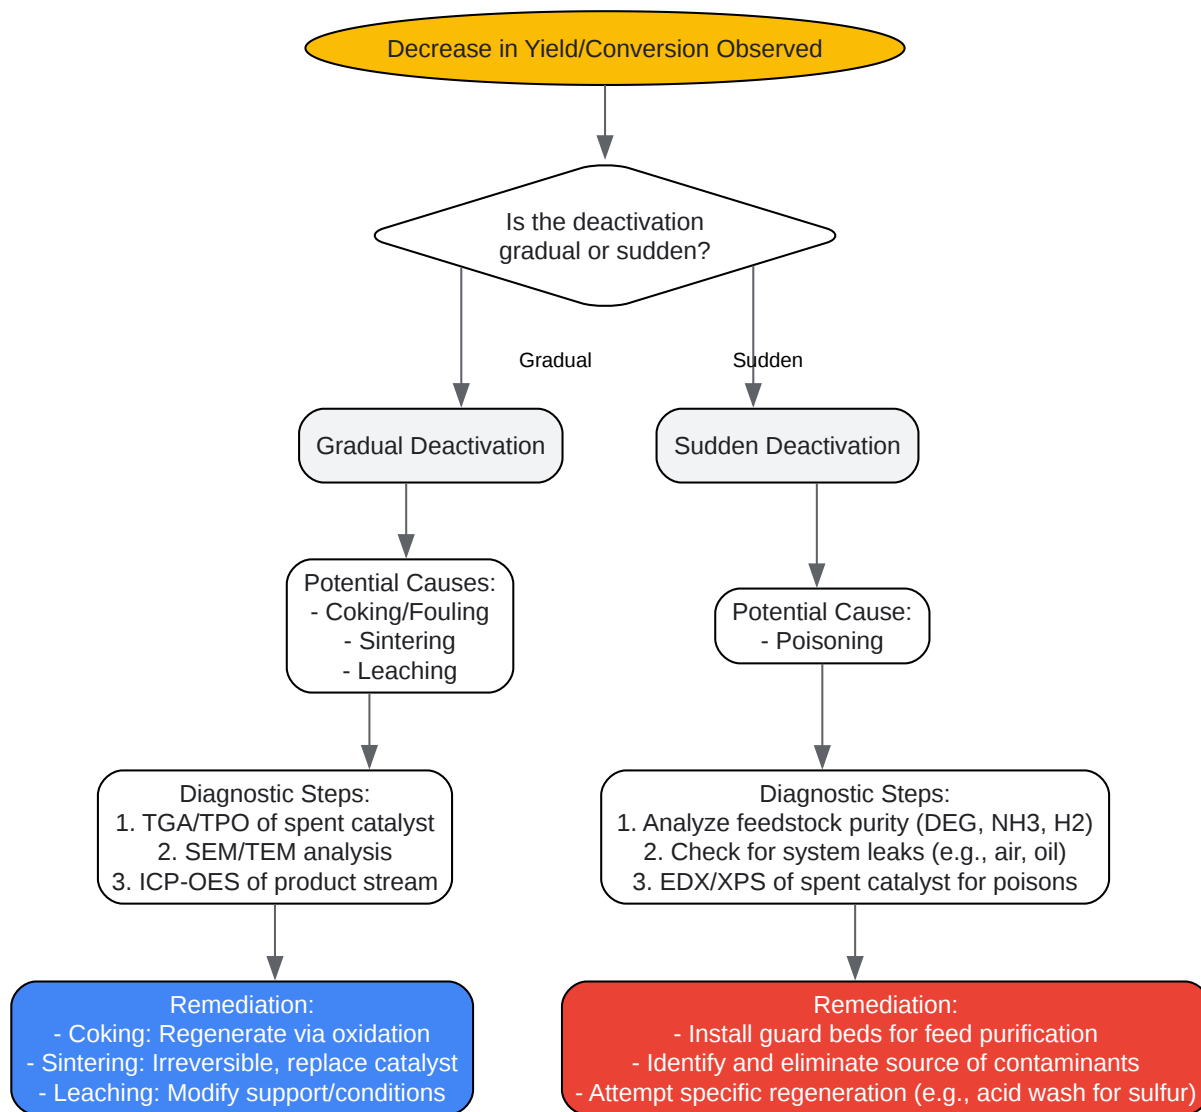 Decrease in Yield/Conversion Observed
Is the deactivation
gradual or sudden?
Gradual
Sudden
Gradual Deactivation
Sudden Deactivation
Potential Causes:
- Coking/Fouling
- Sintering
- Leaching
Potential Cause:
- Poisoning
Diagnostic Steps:
1. TGA/TPO of spent catalyst
2. SEM/TEM analysis
3. ICP-OES of product stream
Diagnostic Steps:
1. Analyze feedstock purity (DEG, NH3, H2)
2. Check for system leaks (e.g., air, oil)
3. EDX/XPS of spent catalyst for poisons
Remediation:
- Coking: Regenerate via oxidation
- Sintering: Irreversible, replace catalyst
- Leaching: Modify support/conditions
Remediation:
- Install guard beds for feed purification
- Identify and eliminate source of contaminants
- Attempt specific regeneration (e.g., acid wash for sulfur)